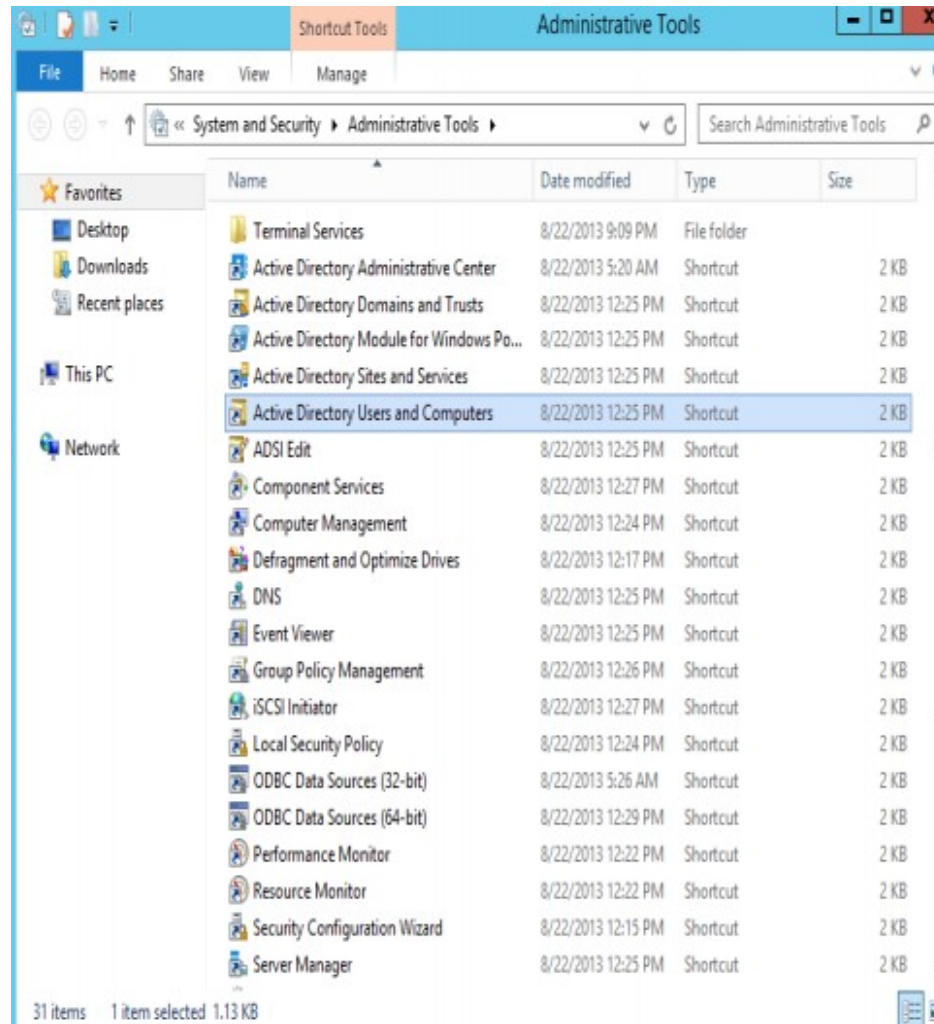 Shortcut Tools
Administrative Tools
File Home Share View Manage
« System and Security Administrative Tools
Search Administrative Tools
Favorites
Desktop
Downloads
Recent places
This PC
Network
Name Date modified Type Size
Terminal Services 8/22/2013 9:09 PM File folder
Active Directory Administrative Center 8/22/2013 5:20 AM Shortcut 2 KB
Active Directory Domains and Trusts 8/22/2013 12:25 PM Shortcut 2 KB
Active Directory Module for Windows Po... 8/22/2013 12:25 PM Shortcut 2 KB
Active Directory Sites and Services 8/22/2013 12:25 PM Shortcut 2 KB
Active Directory Users and Computers 8/22/2013 12:25 PM Shortcut 2 KB
ADSI Edit 8/22/2013 12:25 PM Shortcut 2 KB
Component Services 8/22/2013 12:27 PM Shortcut 2 KB
Computer Management 8/22/2013 12:24 PM Shortcut 2 KB
Defragment and Optimize Drives 8/22/2013 12:17 PM Shortcut 2 KB
DNS 8/22/2013 12:25 PM Shortcut 2 KB
Event Viewer 8/22/2013 12:25 PM Shortcut 2 KB
Group Policy Management 8/22/2013 12:26 PM Shortcut 2 KB
iSCSI Initiator 8/22/2013 12:27 PM Shortcut 2 KB
Local Security Policy 8/22/2013 12:24 PM Shortcut 2 KB
ODBC Data Sources (32-bit) 8/22/2013 5:26 AM Shortcut 2 KB
ODBC Data Sources (64-bit) 8/22/2013 12:29 PM Shortcut 2 KB
Performance Monitor 8/22/2013 12:22 PM Shortcut 2 KB
Resource Monitor 8/22/2013 12:22 PM Shortcut 2 KB
Security Configuration Wizard 8/22/2013 12:15 PM Shortcut 2 KB
Server Manager 8/22/2013 12:25 PM Shortcut 2 KB
31 items 1 item selected 1.13 KB